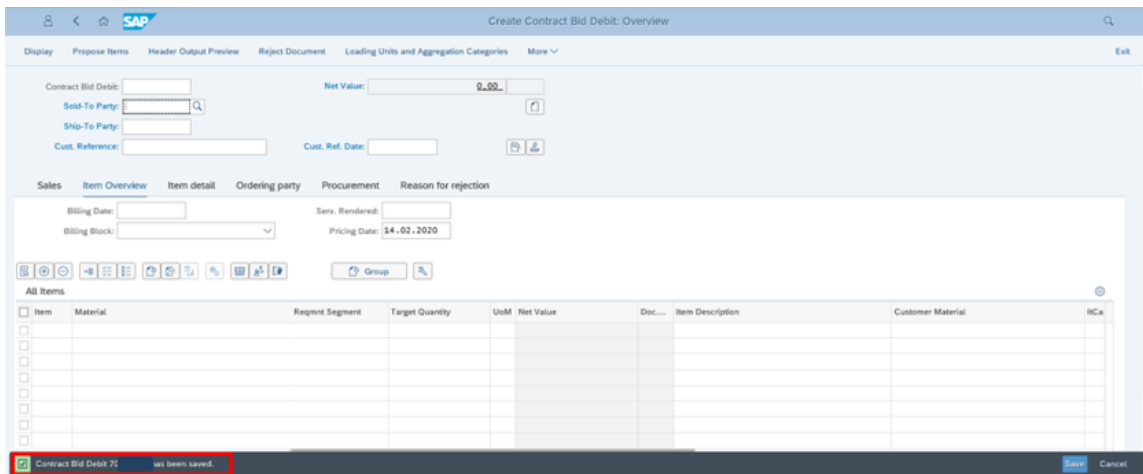 SAP Create Contract Bid Debit: Overview
Display Propose Items Header Output Preview Reject Document Loading Units and Aggregation Categories More Exit
Contract Bid Debit: Net Value: 0.00
Sold-To Party:
Ship-To Party:
Cust. Reference: Cust. Ref. Date:
Sales Item Overview Item detail Ordering party Procurement Reason for rejection
Billing Date: Serv. Rendered:
Billing Block: Pricing Date: 14.02.2020
Group
All Items
Item Material Reqmnt Segment Target Quantity UoM Net Value Doc.... Item Description Customer Material ItCa
Contract Bid Debit 70 has been saved. Save Cancel